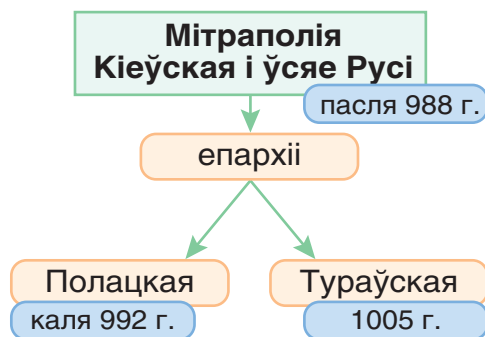 Мітраполія
Кіеўская і ўсяе Русі
пасля 988 г.
епархіі
Полацкая
каля 992 г.
Тураўская
1005 г.